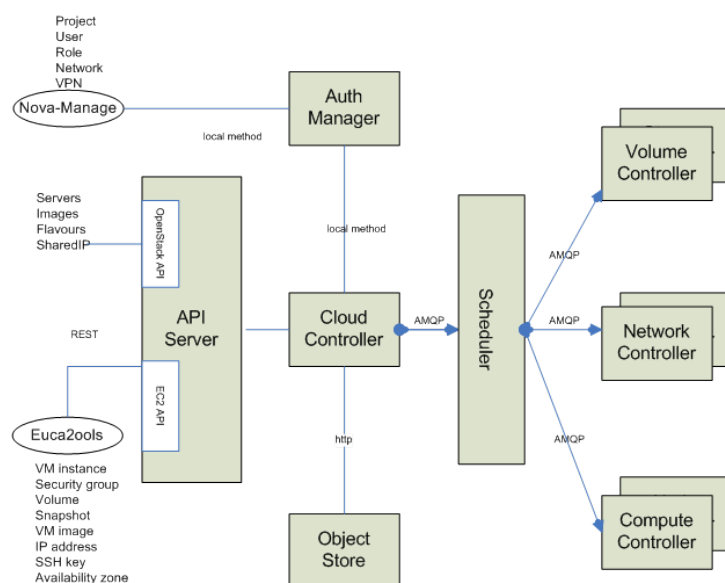 Project
User
Role
Network
VPN
Nova-Manage
Auth
Manager
local method
Servers
Images
Flavours
SharedIP
OpenStack API
local method
Volume
Controller
AMQP
REST
API
Server
Cloud
Controller
AMQP
Scheduler
AMQP
Network
Controller
EC2 API
Euca2ools
http
AMQP
VM instance
Security group
Volume
Snapshot
VM image
IP address
SSH key
Availability zone
Object
Store
Compute
Controller